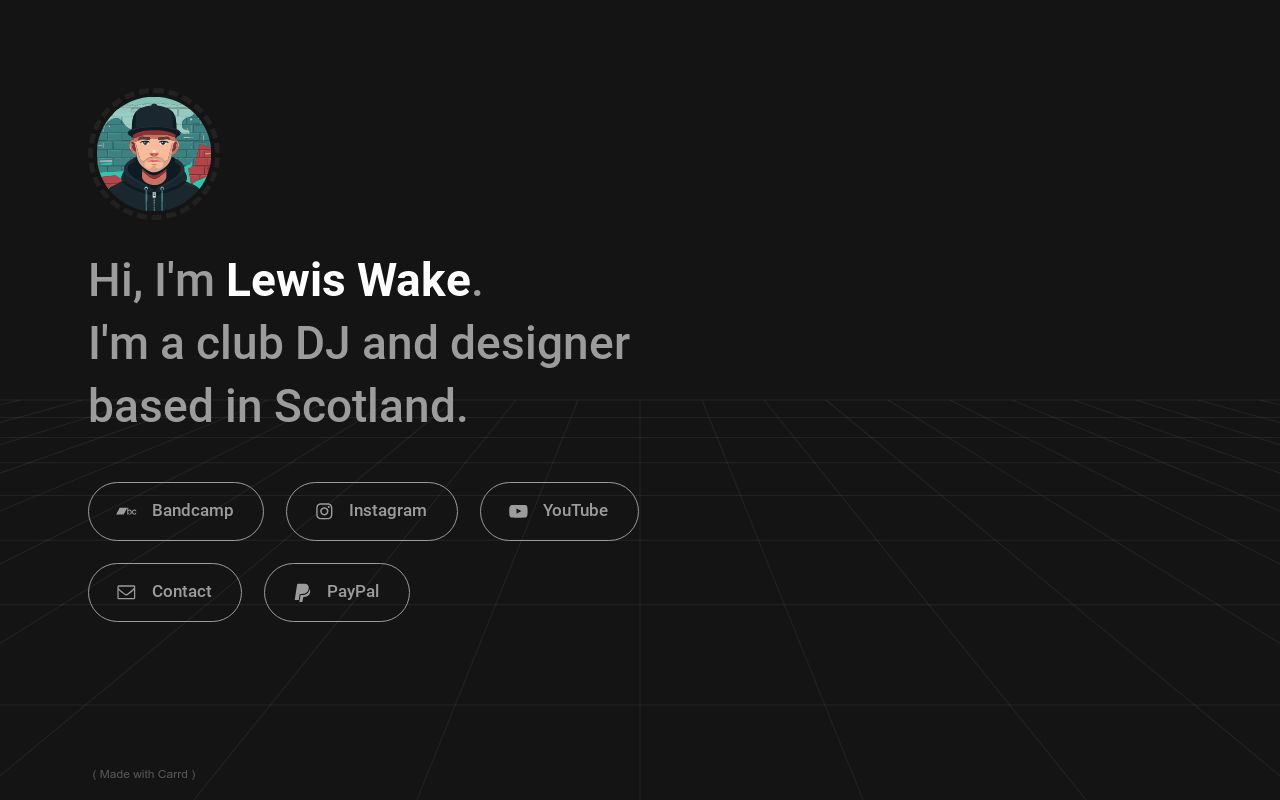 Hi, I'm Lewis Wake.
I'm a club DJ and designer
based in Scotland.
bc Bandcamp
Instagram
YouTube
Contact
PayPal
( Made with Carrd )